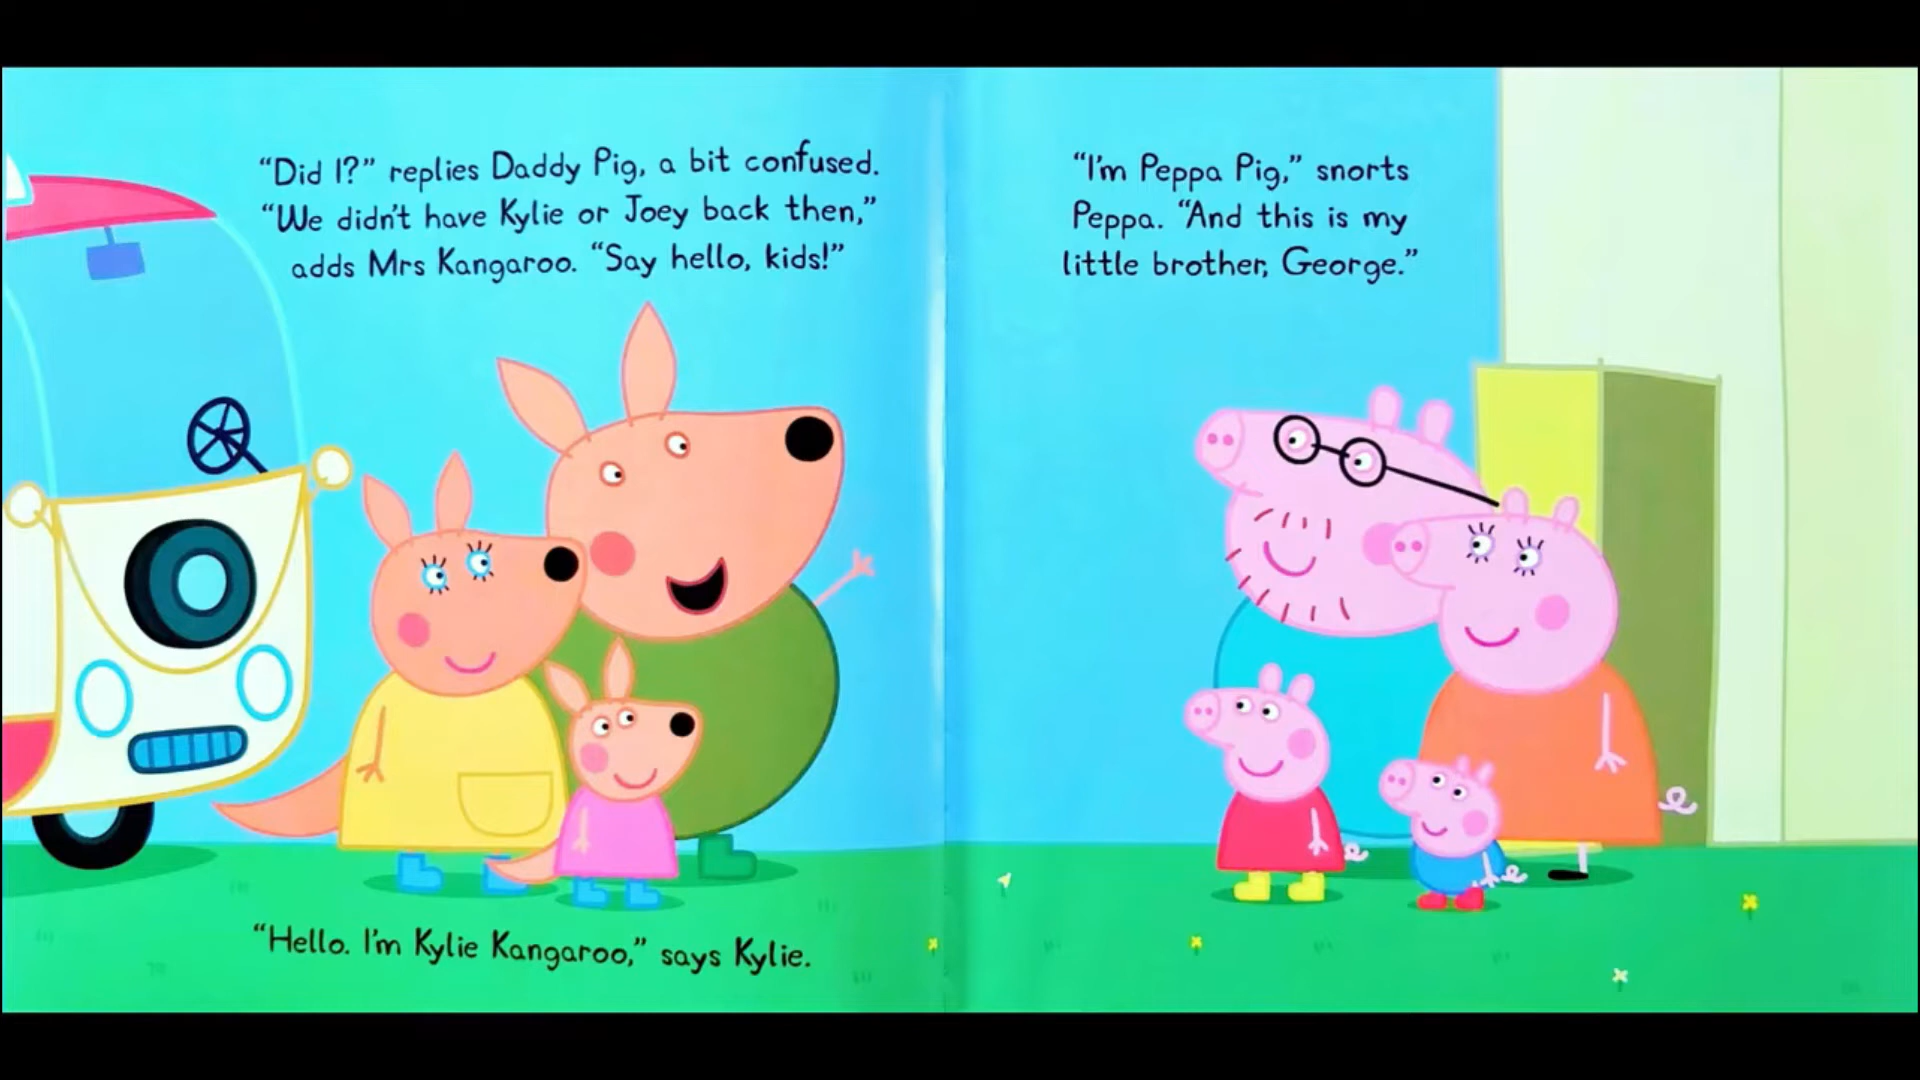 “Did I?” replies Daddy Pig, a bit confused.
“We didn’t have Kylie or Joey back then,”
adds Mrs Kangaroo. “Say hello, kids!”
“Hello. I’m Kylie Kangaroo,” says Kylie.
“I’m Peppa Pig,” snorts
Peppa. “And this is my
little brother, George.”